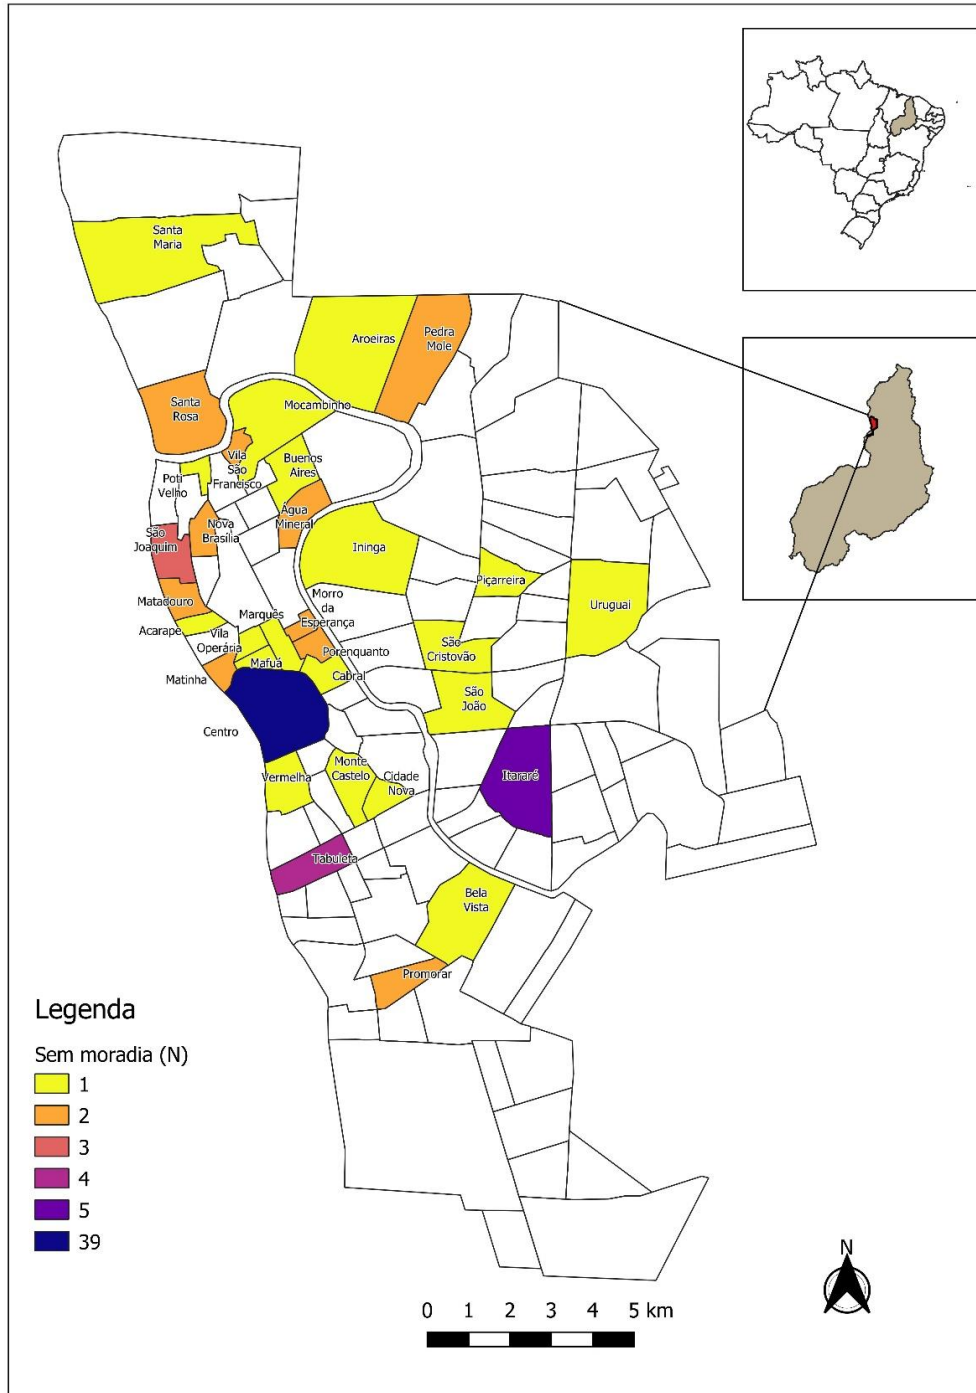 Santa
Maria
Aroeiras
Pedra
Mole
Santa
Rosa
Mocambinho
Vila
São
Francisco
Buenos
Aires
Poti
Velho
Água
Mineral
Nova
Brasília
São
Joaquim
Ininga
Piçarreira
Uruguai
Matadouro
Morro
da
Esperança
Marquês
Acarape
Vila
Operária
Porenquanto
São
Cristovão
Mafuá
Cabral
Matinha
São
João
Centro
Vermelha
Monte
Castelo
Cidade
Nova
Itararé
Tabuleta
Bela
Vista
Promorar
Legenda
Sem moradia (N)
1
2
3
4
5
39
N
0 1 2 3 4 5 km